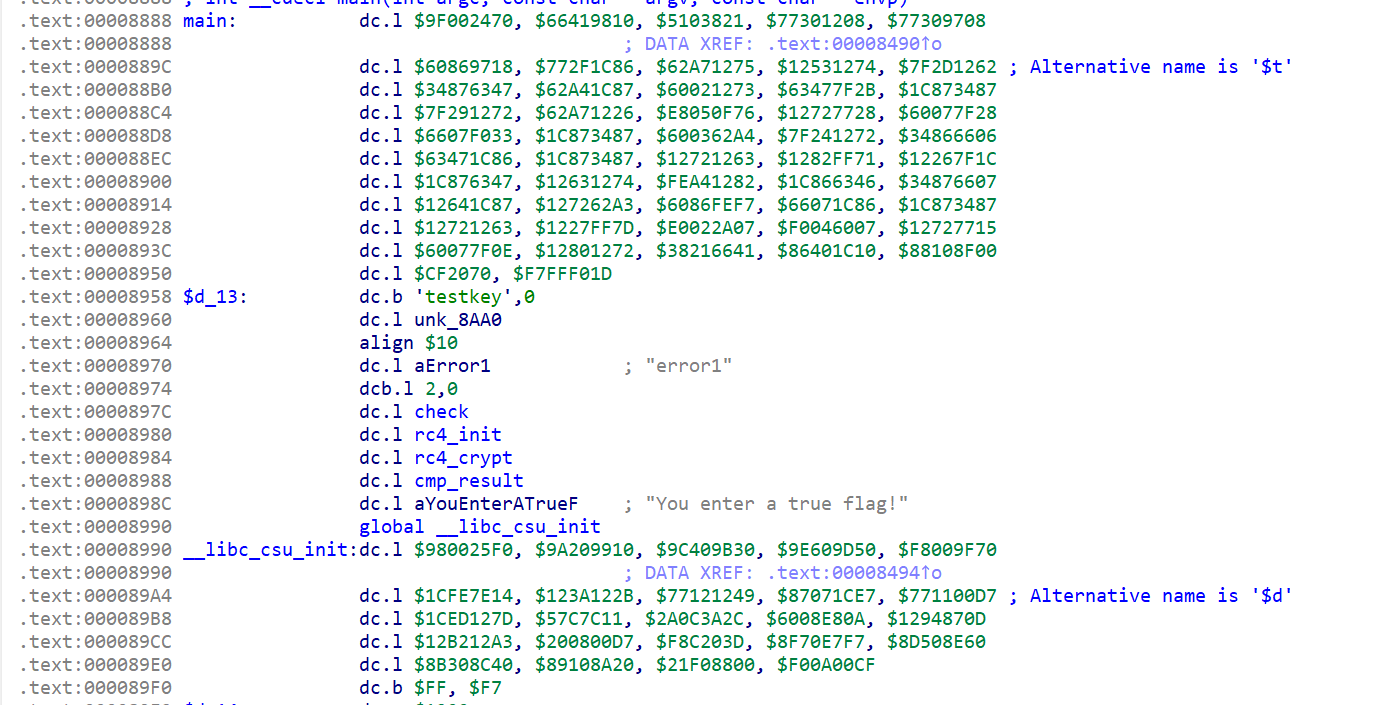 .text:00008888 ; int __cdecl main(int argc, const char **argv, const char **envp)
.text:00008888 main: dc.l $9F002470, $66419810, $5103821, $77301208, $77309708
.text:00008888 ; DATA XREF: .text:00008490↑o
.text:0000889C dc.l $60869718, $772F1C86, $62A71275, $12531274, $7F2D1262 ; Alternative name is '$t'
.text:000088B0 dc.l $34876347, $62A41C87, $60021273, $63477F2B, $1C873487
.text:000088C4 dc.l $7F291272, $62A71226, $E8050F76, $12727728, $60077F28
.text:000088D8 dc.l $6607F033, $1C873487, $600362A4, $7F241272, $34866606
.text:000088EC dc.l $63471C86, $1C873487, $12721263, $1282FF71, $12267F1C
.text:00008900 dc.l $1C876347, $12631274, $FEA41282, $1C866346, $34876607
.text:00008914 dc.l $12641C87, $127262A3, $6086FEF7, $66071C86, $1C873487
.text:00008928 dc.l $12721263, $1227FF7D, $E0022A07, $F0046007, $12727715
.text:0000893C dc.l $60077F0E, $12801272, $38216641, $86401C10, $88108F00
.text:00008950 dc.l $CF2070, $F7FFF01D
.text:00008958 $d_13: dc.b 'testkey',0
.text:00008960 dc.l unk_8AA0
.text:00008964 align $10
.text:00008970 dc.l aError1 ; "error1"
.text:00008974 dcb.l 2,0
.text:0000897C dc.l check
.text:00008980 dc.l rc4_init
.text:00008984 dc.l rc4_crypt
.text:00008988 dc.l cmp_result
.text:0000898C dc.l aYouEnterATrueF ; "You enter a true flag!"
.text:00008990 global __libc_csu_init
.text:00008990 __libc_csu_init:dc.l $980025F0, $9A209910, $9C409B30, $9E609D50, $F8009F70
.text:00008990 ; DATA XREF: .text:00008494↑o
.text:000089A4 dc.l $1CFE7E14, $123A122B, $77121249, $87071CE7, $771100D7 ; Alternative name is '$d'
.text:000089B8 dc.l $1CED127D, $57C7C11, $2A0C3A2C, $6008E80A, $1294870D
.text:000089CC dc.l $12B212A3, $200800D7, $F8C203D, $8F70E7F7, $8D508E60
.text:000089E0 dc.l $8B308C40, $89108A20, $21F08800, $F00A00CF
.text:000089F0 dc.b $FF, $F7